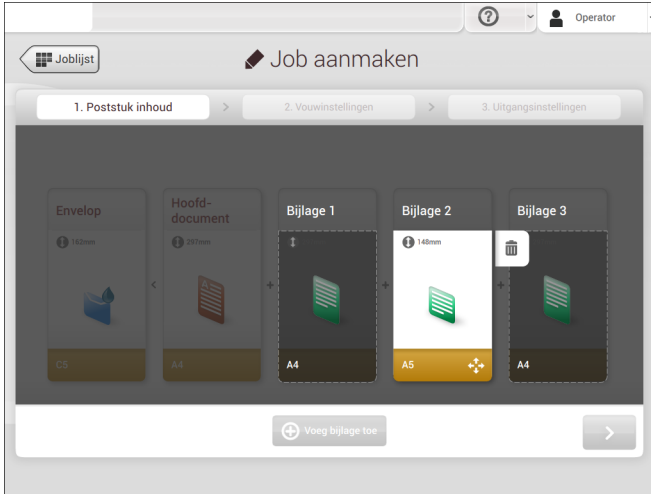 Operator
Joblijst
Job aanmaken
1. Poststuk inhoud
2. Vouwinstellingen
3. Uitgangsinstellingen
Envelop
Hoofd-
document
Bijlage 1
Bijlage 2
Bijlage 3
162mm
297mm
148mm
A
C5
A4
A4
A5
A4
Voeg bijlage toe